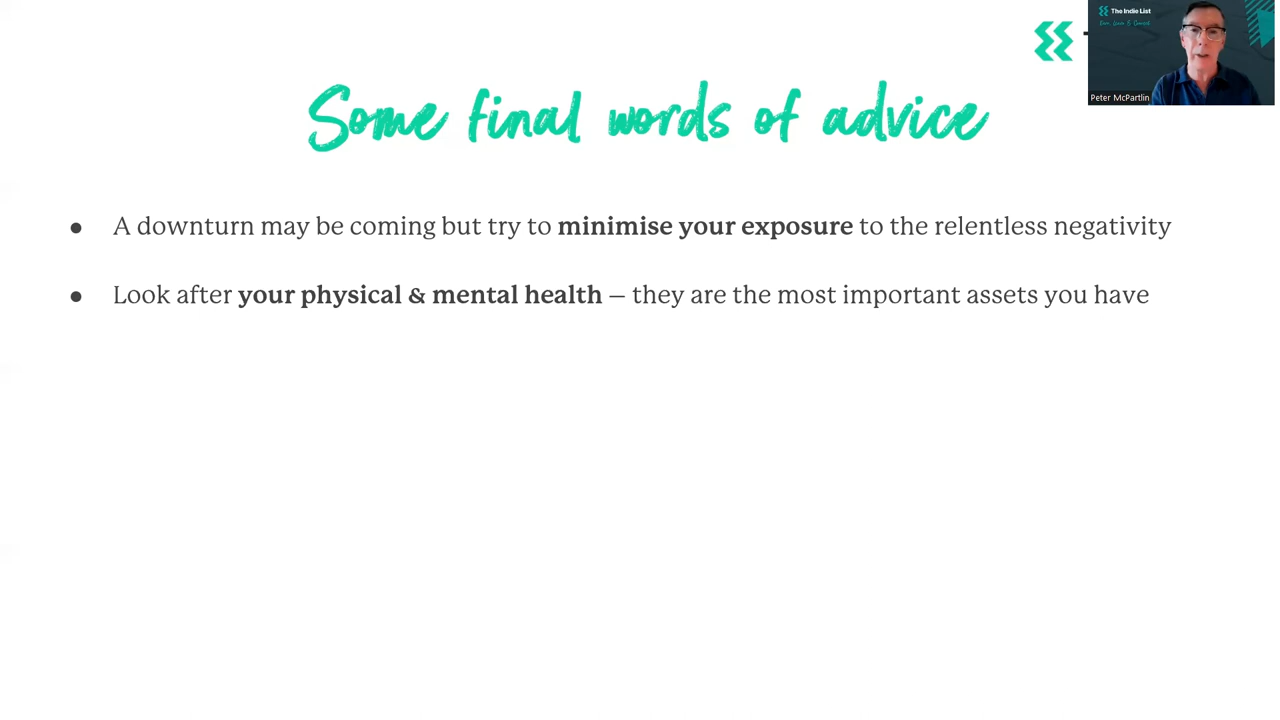 The Indie List
Peter McPartlin
Some final words of advice
● A downturn may be coming but try to minimise your exposure to the relentless negativity
● Look after your physical & mental health – they are the most important assets you have